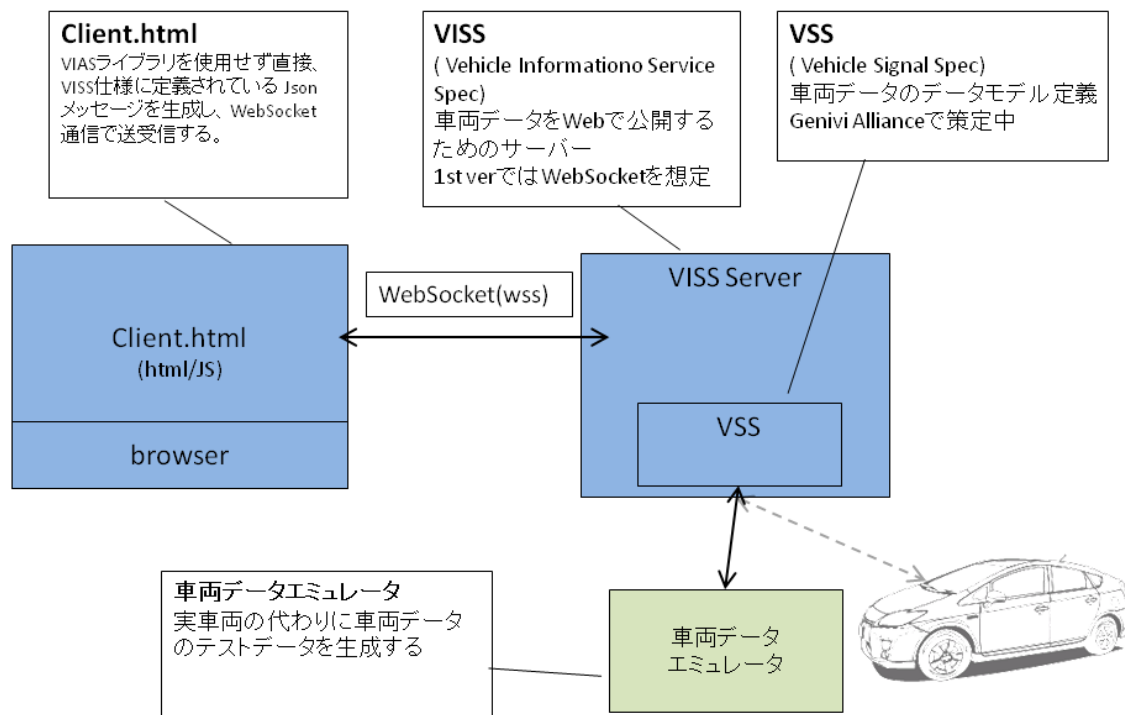 Client.html
VIASライブラリを使用せず直接、
VISS仕様に定義されている Json
メッセージを生成し、WebSocket
通信で送受信する。
VISS
( Vehicle Informationo Service
Spec)
車両データをWebで公開する
ためのサーバー
1st verではWebSocketを想定
VSS
( Vehicle Signal Spec)
車両データのデータモデル定義
Genivi Allianceで策定中
Client.html
(html/JS)
browser
WebSocket(wss)
VISS Server
VSS
車両データエミュレータ
実車両の代わりに車両データ
のテストデータを生成する
車両データ
エミュレータ